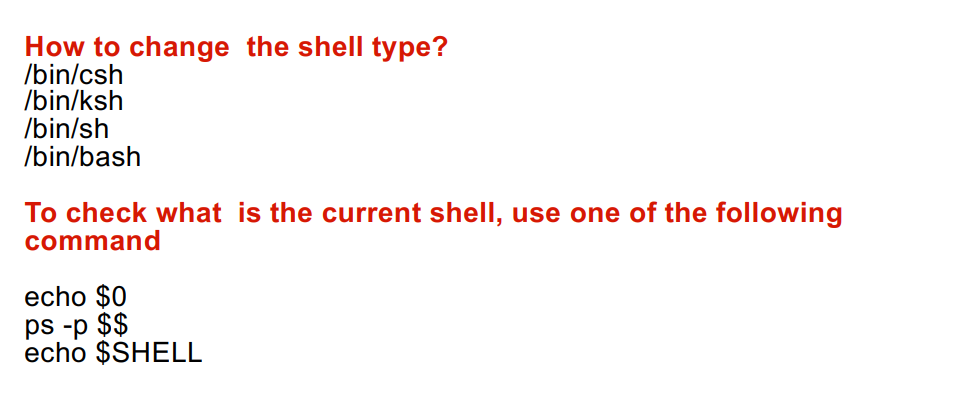 How to change  the shell type?
/bin/csh
/bin/ksh
/bin/sh
/bin/bash
To check what  is the current shell, use one of the following
command
echo $0
ps -p $$
echo $SHELL